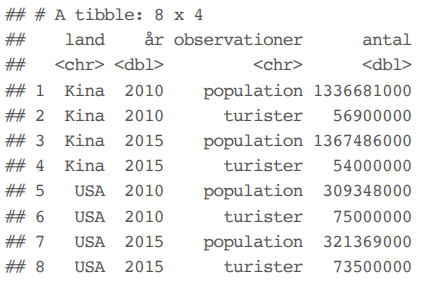 ## # A tibble: 8 x 4
##    land    år observationer      antal
##   <chr> <dbl>         <chr>      <dbl>
## 1  Kina  2010    population 1336681000
## 2  Kina  2010      turister   56900000
## 3  Kina  2015    population 1367486000
## 4  Kina  2015      turister   54000000
## 5   USA  2010    population  309348000
## 6   USA  2010      turister   75000000
## 7   USA  2015    population  321369000
## 8   USA  2015      turister   73500000